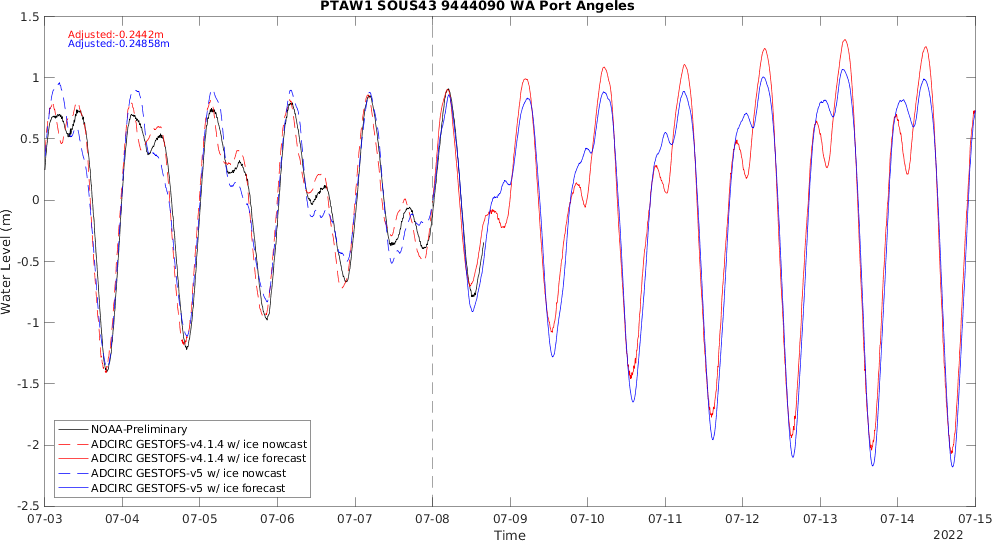 PTAW1 SOUS43 9444090 WA Port Angeles
Adjusted:-0.2442m
Adjusted:-0.24858m
1.5
1
0.5
0
-0.5
-1
-1.5
-2
-2.5
Water Level (m)
NOAA-Preliminary
ADCIRC GESTOFS-v4.1.4 w/ ice nowcast
ADCIRC GESTOFS-v4.1.4 w/ ice forecast
ADCIRC GESTOFS-v5 w/ ice nowcast
ADCIRC GESTOFS-v5 w/ ice forecast
07-03 07-04 07-05 07-06 07-07 07-08 07-09 07-10 07-11 07-12 07-13 07-14 07-15
Time
2022